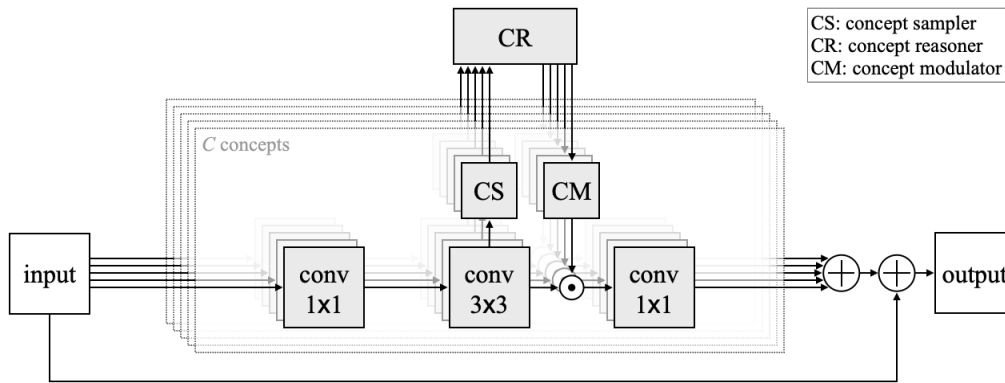 CR
CS: concept sampler
CR: concept reasoner
CM: concept modulator
C concepts
CS
CM
input
conv
1x1
conv
3x3
conv
1x1
output